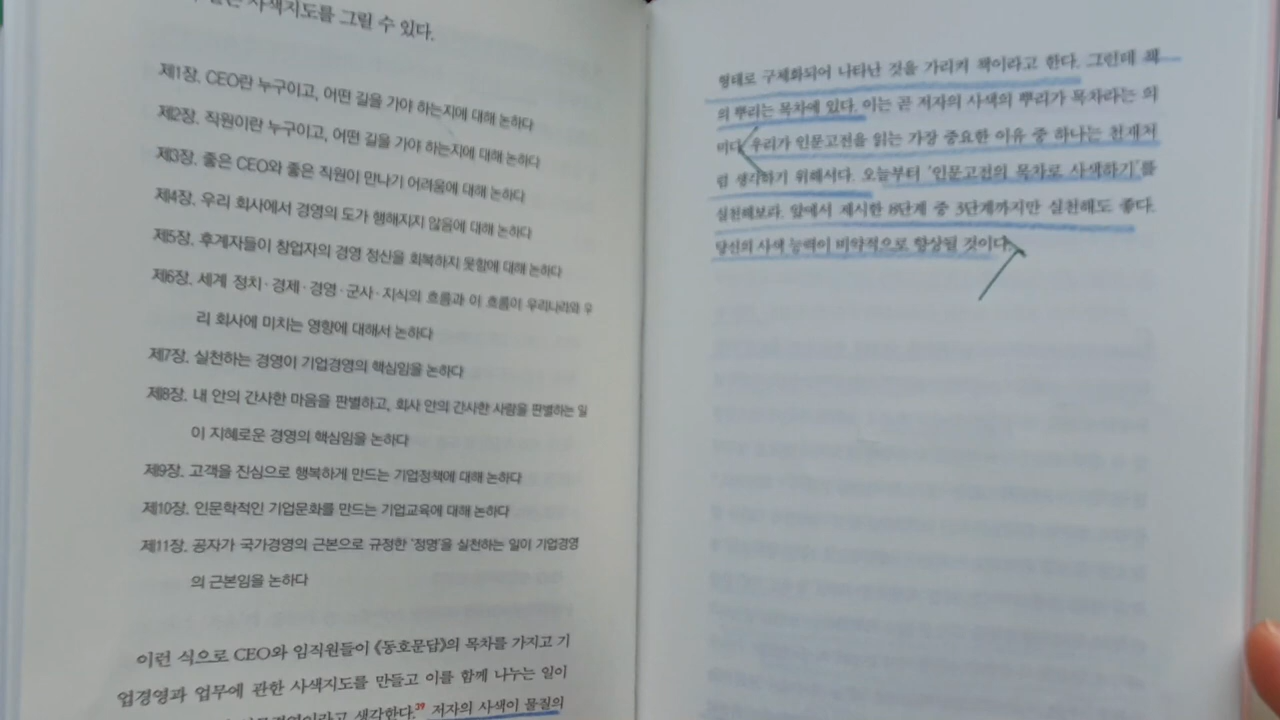 사색지도를 그릴 수 있다.
제1장. CEO란 누구이고, 어떤 길을 가야 하는지에 대해 논하다
제2장. 직원이란 누구이고, 어떤 길을 가야 하는지에 대해 논하다
제3장. 좋은 CEO와 좋은 직원이 만나기 어려움에 대해 논하다
제4장. 우리 회사에서 경영의 도가 행해지지 않음에 대해 논하다
제5장. 후계자들이 창업자의 경영 정신을 회복하지 못함에 대해 논하다
제6장. 세계 정치·경제·경영·군사·지식의 흐름과 이 흐름이 우리나라와 우
리 회사에 미치는 영향에 대해서 논하다
제7장. 실천하는 경영이 기업경영의 핵심임을 논하다
제8장. 내 안의 간사한 마음을 판별하고, 회사 안의 간사한 사람을 판별하는 일
이 지혜로운 경영의 핵심임을 논하다
제9장. 고객을 진심으로 행복하게 만드는 기업정책에 대해 논하다
제10장. 인문학적인 기업문화를 만드는 기업교육에 대해 논하다
제11장. 공자가 국가경영의 근본으로 규정한 '정명'을 실천하는 일이 기업경영
의 근본임을 논하다
이런 식으로 CEO와 임직원들이 《동호문답》의 목차를 가지고 기
업경영과 업무에 관한 사색지도를 만들고 이를 함께 나누는 일이
생각한다.39 저자의 사색이 물질의
형태로 구체화되어 나타난 것을 가리켜 책이라고 한다. 그런데 책
의 뿌리는 목차에 있다. 이는 곧 저자의 사색의 뿌리가 목차라는 의
미다. 우리가 인문고전을 읽는 가장 중요한 이유 중 하나는 천재처
럼 생각하기 위해서다. 오늘부터 '인문고전의 목차로 사색하기'를
실천해보라. 앞에서 제시한 8단계 중 3단계까지만 실천해도 좋다.
당신의 사색 능력이 비약적으로 향상될 것이다.